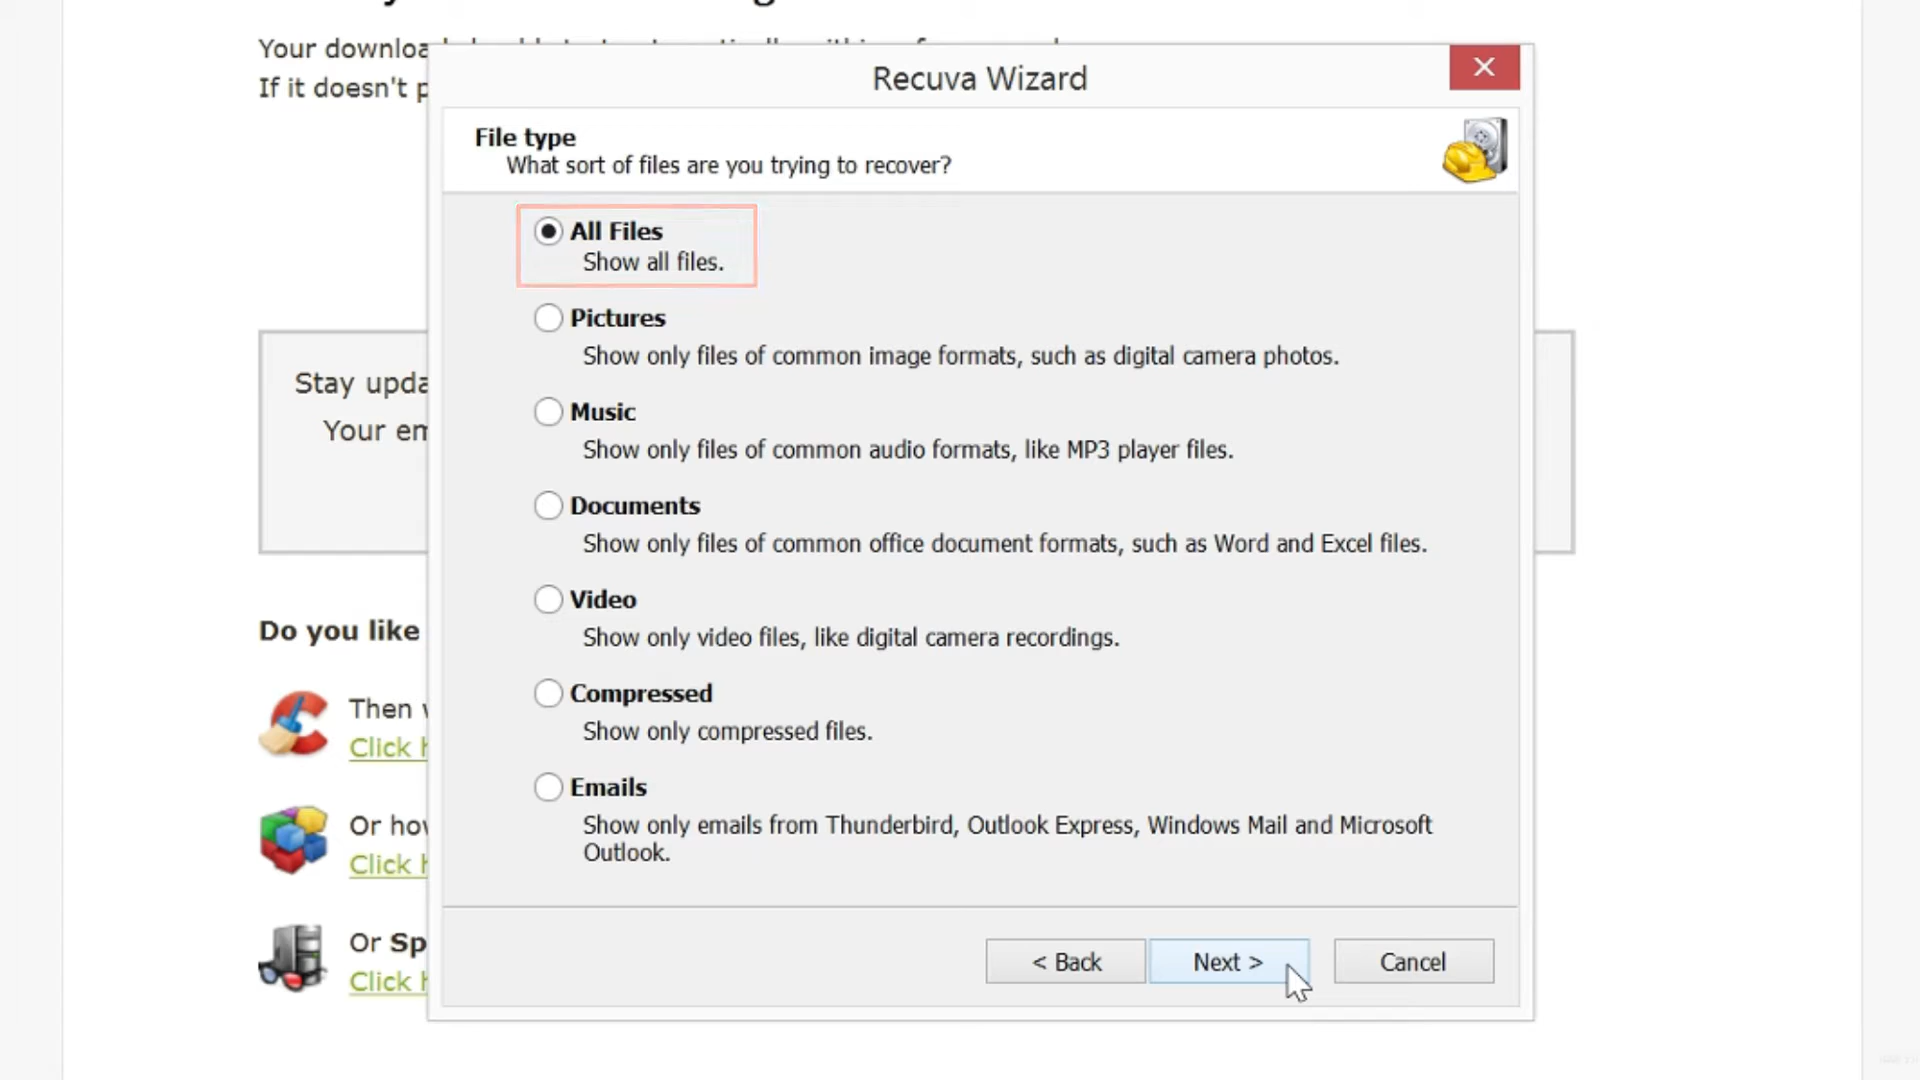 Your downloa
If it doesn't p
Recuva Wizard
File type
What sort of files are you trying to recover?
All Files
Show all files.
Pictures
Show only files of common image formats, such as digital camera photos.
Stay upda
Music
Your em
Show only files of common audio formats, like MP3 player files.
Documents
Show only files of common office document formats, such as Word and Excel files.
Video
Do you like
Show only video files, like digital camera recordings.
Compressed
Then w
Show only compressed files.
Click h
Emails
Or how
Show only emails from Thunderbird, Outlook Express, Windows Mail and Microsoft
Outlook.
Click h
Or Sp
< Back
Next >
Cancel
Click h